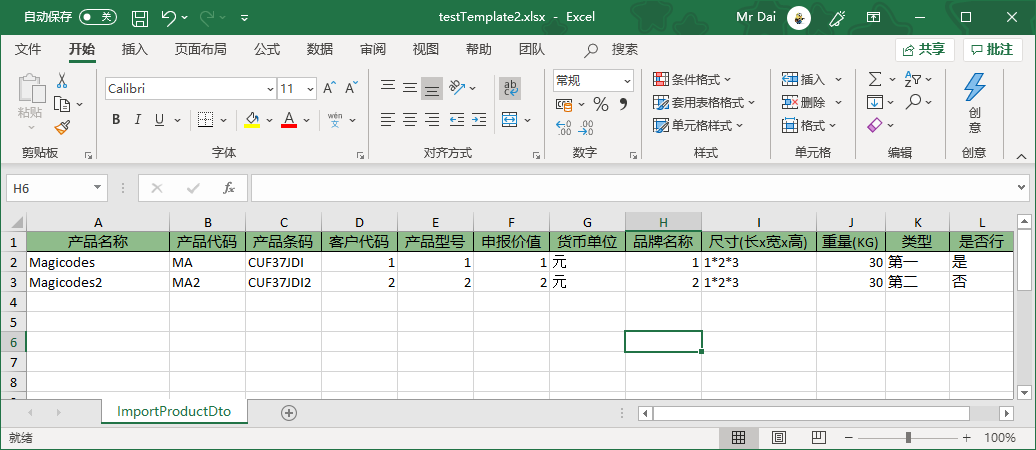 自动保存 关 testTemplate2.xlsx - Excel Mr Dai
文件 开始 插入 页面布局 公式 数据 审阅 视图 帮助 团队 搜索 共享 批注
粘贴 Calibri 11 A A ab c 常规 条件格式 插入 创意
B I U A wén 文 % 套用表格格式 删除
.00 .0 单元格样式 格式
剪贴板 字体 对齐方式 数字 样式 单元格 编辑 创意
H6 fx
A B C D E F G H I J K L
1 产品名称 产品代码 产品条码 客户代码 产品型号 申报价值 货币单位 品牌名称 尺寸(长x宽x高) 重量(KG) 类型 是否行
2 Magicodes MA CUF37JDI 1 1 1 元 1 1*2*3 30 第一 是
3 Magicodes2 MA2 CUF37JDI2 2 2 2 元 2 1*2*3 30 第二 否
4
5
6
7
8
ImportProductDto
就绪 100%